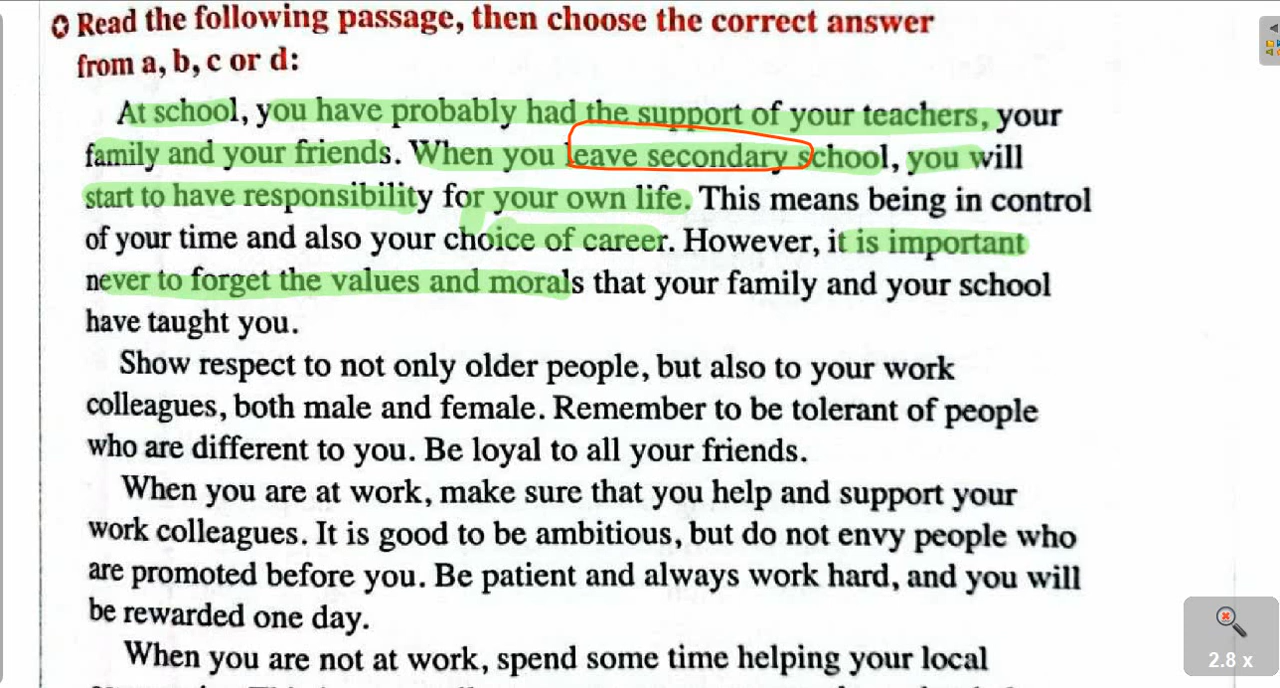 Read the following passage, then choose the correct answer
from a, b, c or d:
At school, you have probably had the support of your teachers, your
family and your friends. When you leave secondary school, you will
start to have responsibility for your own life. This means being in control
of your time and also your choice of career. However, it is important
never to forget the values and morals that your family and your school
have taught you.
Show respect to not only older people, but also to your work
colleagues, both male and female. Remember to be tolerant of people
who are different to you. Be loyal to all your friends.
When you are at work, make sure that you help and support your
work colleagues. It is good to be ambitious, but do not envy people who
are promoted before you. Be patient and always work hard, and you will
be rewarded one day.
When you are not at work, spend some time helping your local
2.8 x